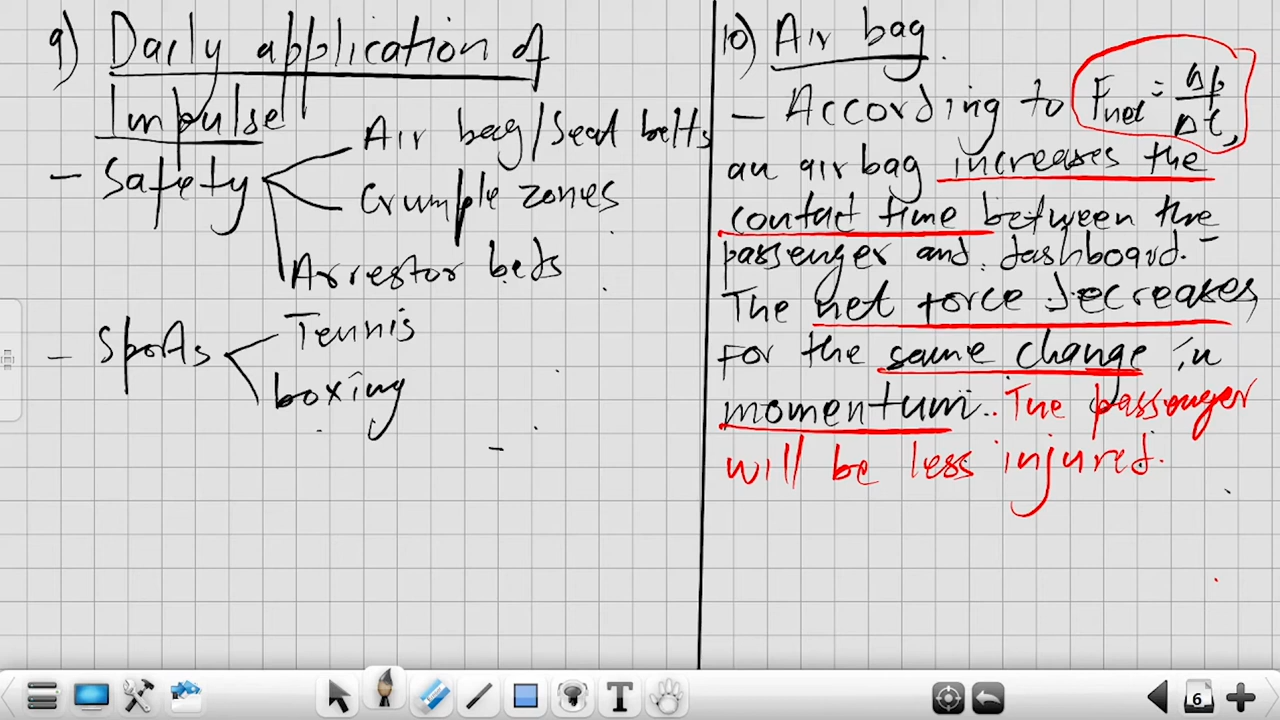 9) Daily application of
Impulse
- Safety
Air bag/Seat belts
Crumple zones
Arrestor beds
- Sports
Tennis
boxing
10) Air bag.
- According to Fnet = Δp/Δt,
an airbag increases the
contact time between the
passenger and dashboard.
The net force decreases
for the same change in
momentum. The passenger
will be less injured.
T
6